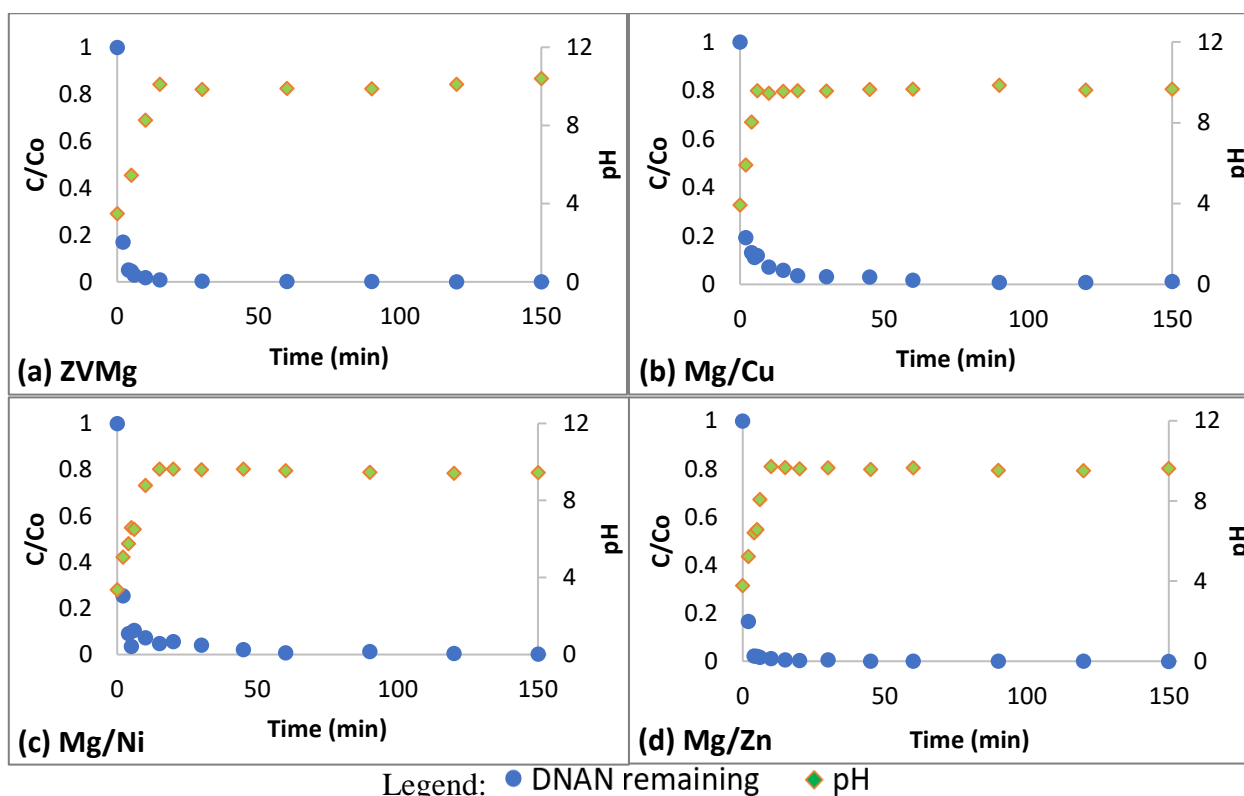 1
0.8
0.6
0.4
0.2
0
C/Co
12
8
4
0
pH
0 50 100 150
Time (min)
(a) ZVMg
1
0.8
0.6
0.4
0.2
0
C/Co
12
8
4
0
pH
0 50 100 150
Time (min)
(b) Mg/Cu
1
0.8
0.6
0.4
0.2
0
C/Co
12
8
4
0
pH
0 50 100 150
Time (min)
(c) Mg/Ni
1
0.8
0.6
0.4
0.2
0
C/Co
12
8
4
0
pH
0 50 100 150
Time (min)
(d) Mg/Zn
Legend: DNAN remaining pH